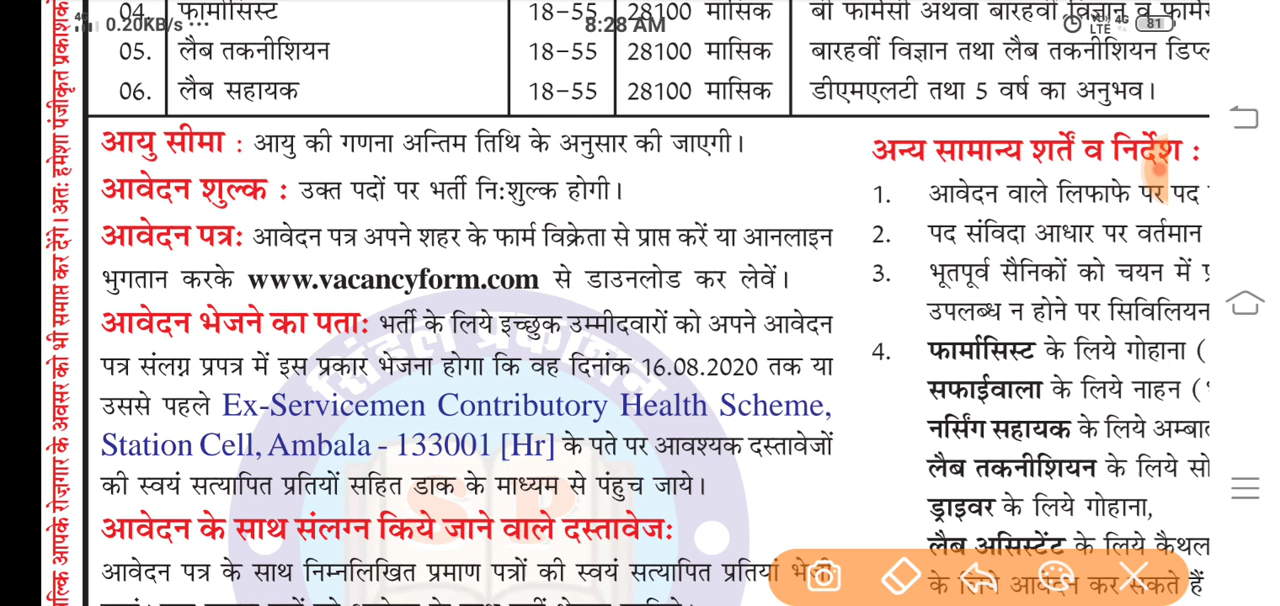 8:28 AM
0.20KB/s ...
4G
LTE 4G
81
04. फार्मासिस्ट 18-55 28100 मासिक बी फार्मेसी अथवा बारहवीं विज्ञान व
05. लैब तकनीशियन 18-55 28100 मासिक बारहवीं विज्ञान तथा लैब तकनीशियन
06. लैब सहायक 18-55 28100 मासिक डीएमएलटी तथा 5 वर्ष का अनुभव।
आयु सीमा : आयु की गणना अन्तिम तिथि के अनुसार की जाएगी।
आवेदन शुल्क : उक्त पदों पर भर्ती नि:शुल्क होगी।
आवेदन पत्र: आवेदन पत्र अपने शहर के फार्म विक्रेता से प्राप्त करें या आनलाइन
भुगतान करके www.vacancyform.com से डाउनलोड कर लेवें।
आवेदन भेजने का पता: भर्ती के लिये इच्छुक उम्मीदवारों को अपने आवेदन
पत्र संलग्न प्रपत्र में इस प्रकार भेजना होगा कि वह दिनांक 16.08.2020 तक या
उससे पहले Ex-Servicemen Contributory Health Scheme,
Station Cell, Ambala - 133001 [Hr] के पते पर आवश्यक दस्तावेजों
की स्वयं सत्यापित प्रतियों सहित डाक के माध्यम से पंहुच जाये।
आवेदन के साथ संलग्न किये जाने वाले दस्तावेज:
आवेदन पत्र के साथ निम्नलिखित प्रमाण पत्रों की स्वयं सत्यापित प्रतियां भेजी
अन्य सामान्य शर्तें व निर्देश :
1. आवेदन वाले लिफाफे पर पद
2. पद संविदा आधार पर वर्तमान
3. भूतपूर्व सैनिकों को चयन में
उपलब्ध न होने पर सिविलियन
4. फार्मासिस्ट के लिये गोहाना (
सफाईवाला के लिये नाहन (
नर्सिंग सहायक के लिये
लैब तकनीशियन के लिये
ड्राइवर के लिये गोहाना,
लैब असिस्टेंट के लिये कैथल
के लिये आवेदन कर सकते हैं
सिंहल प्रकाशन
SP
अत: हमेशा पंजीकृत
आपके रोज़गार के अवसर को भी समाप्त कर देंगे।